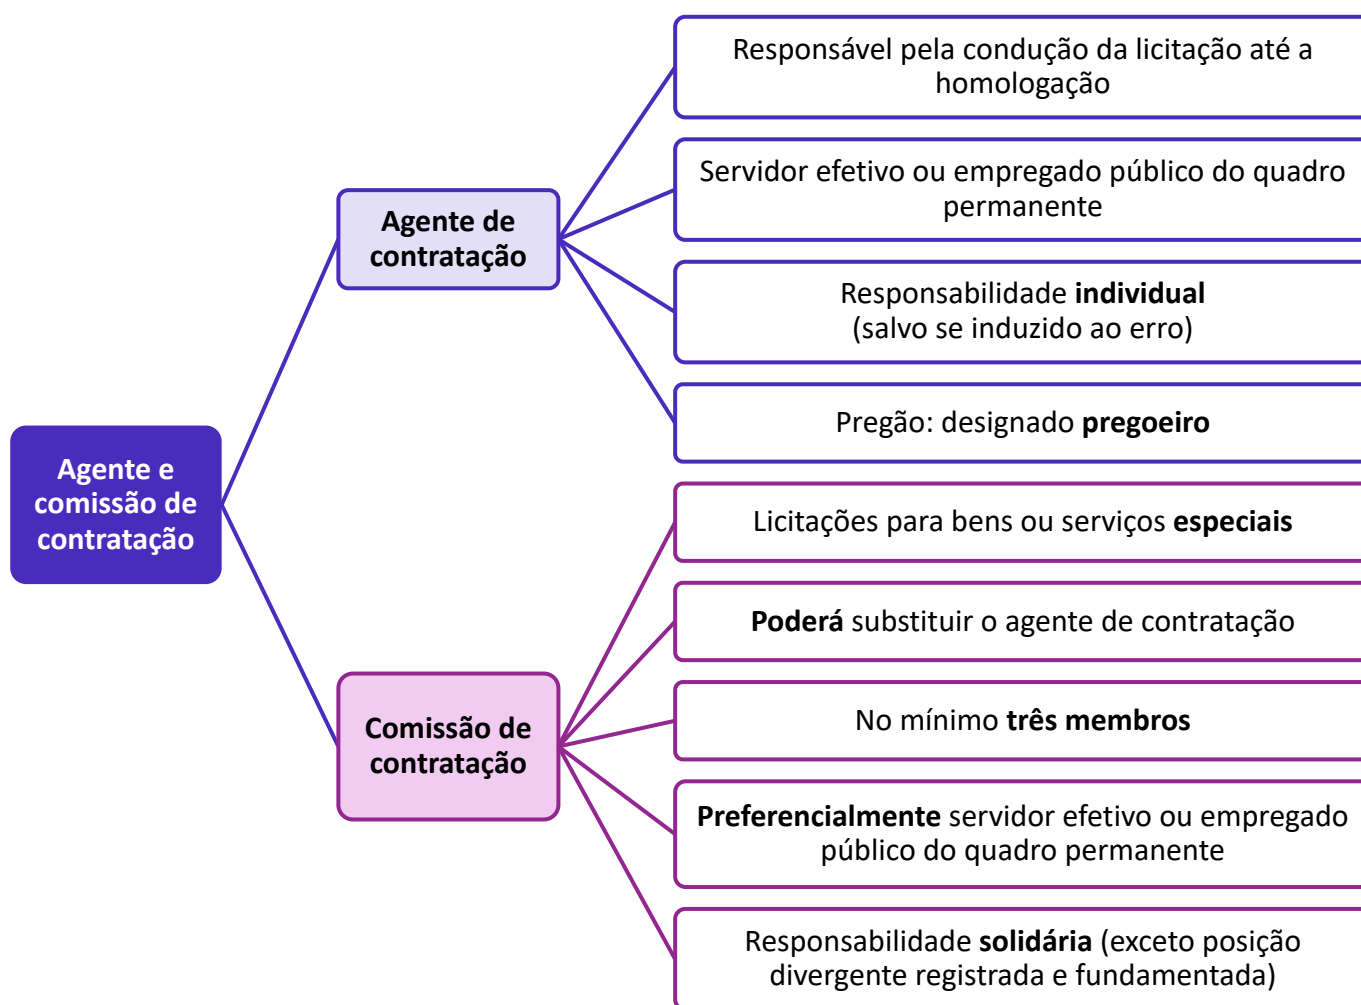 Agente e
comissão de
contratação
Agente de
contratação
Responsável pela condução da licitação até a
homologação
Servidor efetivo ou empregado público do quadro
permanente
Responsabilidade individual
(salvo se induzido ao erro)
Pregão: designado pregoeiro
Comissão de
contratação
Licitações para bens ou serviços especiais
Poderá substituir o agente de contratação
No mínimo três membros
Preferencialmente servidor efetivo ou empregado
público do quadro permanente
Responsabilidade solidária (exceto posição
divergente registrada e fundamentada)